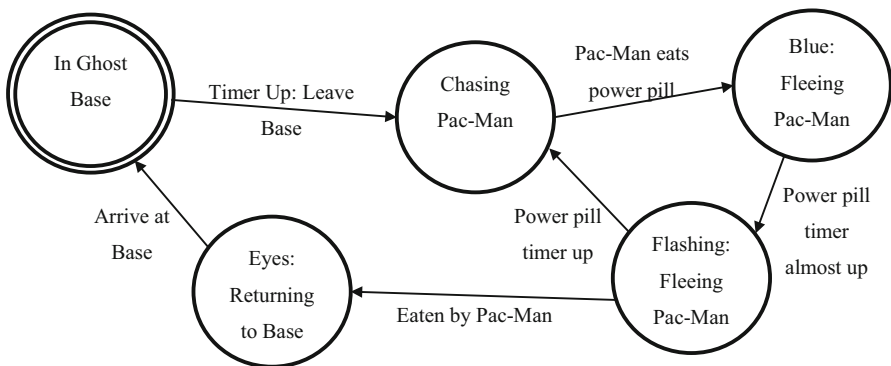 In Ghost
Base
Timer Up: Leave
Base
Chasing
Pac-Man
Pac-Man eats
power pill
Blue:
Fleeing
Pac-Man
Power pill
timer
almost up
Flashing:
Fleeing
Pac-Man
Power pill
timer up
Eaten by Pac-Man
Eyes:
Returning
to Base
Arrive at
Base